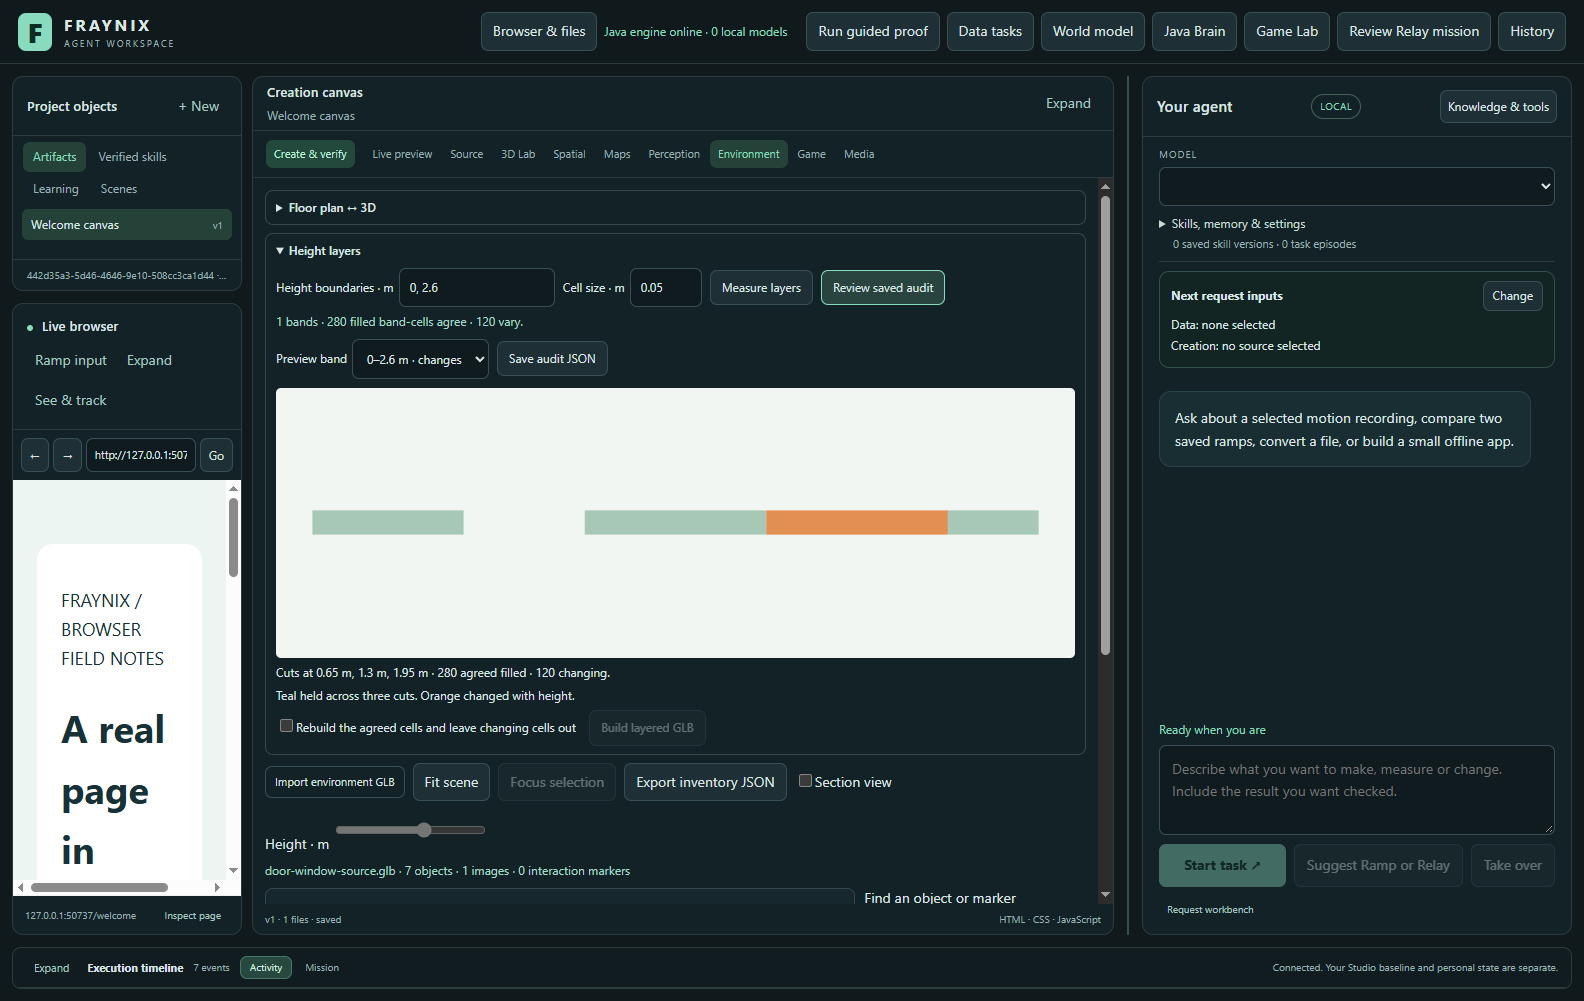 F
FRAYNIX
AGENT WORKSPACE
Browser & files
Java engine online · 0 local models
Run guided proof
Data tasks
World model
Java Brain
Game Lab
Review Relay mission
History
Project objects
+ New
Artifacts
Verified skills
Learning
Scenes
Welcome canvas
v1
442d35a3-5d46-4646-9e10-508cc3ca1d44 ·...
Live browser
Ramp input
Expand
See & track
←
→
http://127.0.0.1:507
Go
FRAYNIX /
BROWSER
FIELD NOTES
A real
page
in
127.0.0.1:50737/welcome
Inspect page
Creation canvas
Welcome canvas
Expand
Create & verify
Live preview
Source
3D Lab
Spatial
Maps
Perception
Environment
Game
Media
Floor plan ↔ 3D
Height layers
Height boundaries · m
0, 2.6
Cell size · m
0.05
Measure layers
Review saved audit
1 bands · 280 filled band-cells agree · 120 vary.
Preview band
0–2.6 m · changes
Save audit JSON
Cuts at 0.65 m, 1.3 m, 1.95 m · 280 agreed filled · 120 changing.
Teal held across three cuts. Orange changed with height.
Rebuild the agreed cells and leave changing cells out
Build layered GLB
Import environment GLB
Fit scene
Focus selection
Export inventory JSON
Section view
Height · m
door-window-source.glb · 7 objects · 1 images · 0 interaction markers
Find an object or marker
v1 · 1 files · saved
HTML · CSS · JavaScript
Your agent
LOCAL
Knowledge & tools
MODEL
Skills, memory & settings
0 saved skill versions · 0 task episodes
Next request inputs
Change
Data: none selected
Creation: no source selected
Ask about a selected motion recording, compare two
saved ramps, convert a file, or build a small offline app.
Ready when you are
Describe what you want to make, measure or change.
Include the result you want checked.
Start task ↗
Suggest Ramp or Relay
Take over
Request workbench
Expand
Execution timeline
7 events
Activity
Mission
Connected. Your Studio baseline and personal state are separate.